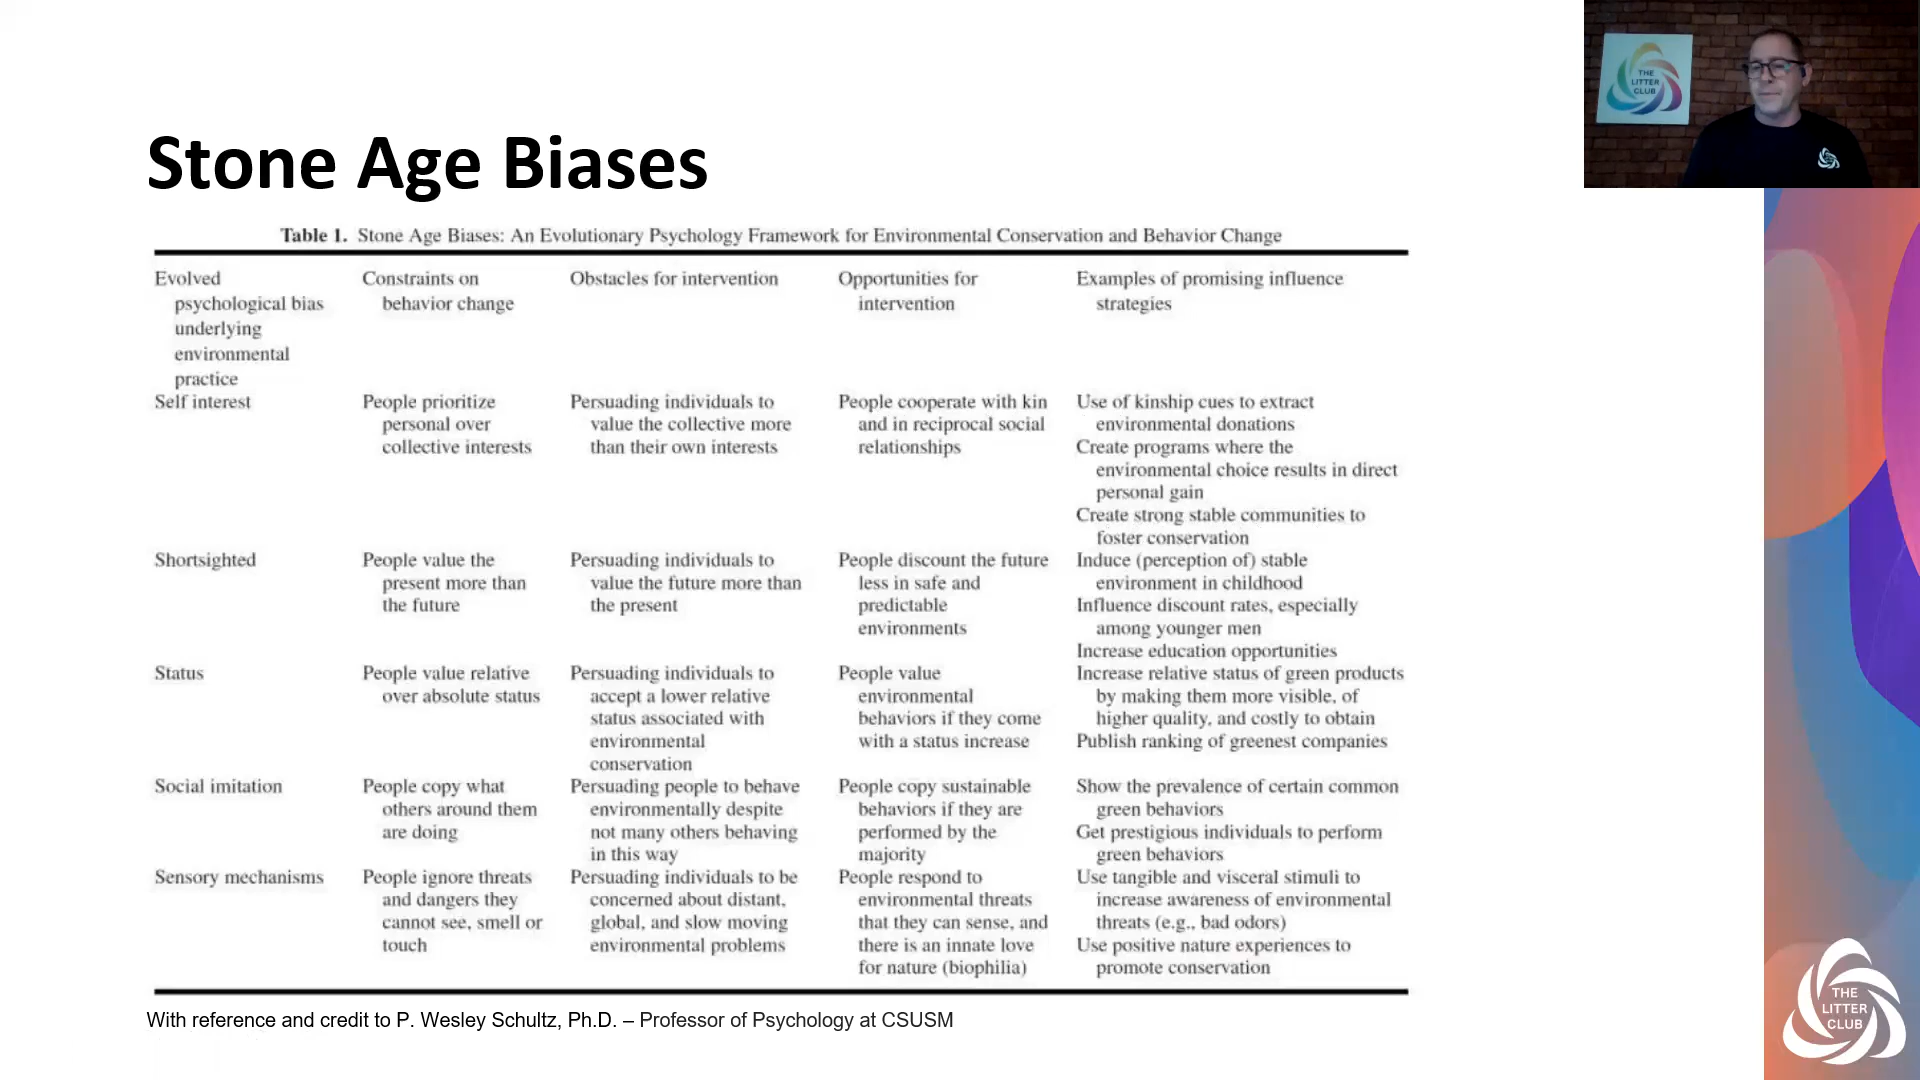 THE
LITTER
CLUB
Stone Age Biases
Table 1. Stone Age Biases: An Evolutionary Psychology Framework for Environmental Conservation and Behavior Change
Evolved
psychological bias
underlying
environmental
practice
Constraints on
behavior change
Obstacles for intervention
Opportunities for
intervention
Examples of promising influence
strategies
Self interest
People prioritize
personal over
collective interests
Persuading individuals to
value the collective more
than their own interests
People cooperate with kin
and in reciprocal social
relationships
Use of kinship cues to extract
environmental donations
Create programs where the
environmental choice results in direct
personal gain
Create strong stable communities to
foster conservation
Shortsighted
People value the
present more than
the future
Persuading individuals to
value the future more than
the present
People discount the future
less in safe and
predictable
environments
Induce (perception of) stable
environment in childhood
Influence discount rates, especially
among younger men
Increase education opportunities
Status
People value relative
over absolute status
Persuading individuals to
accept a lower relative
status associated with
environmental
conservation
People value
environmental
behaviors if they come
with a status increase
Increase relative status of green products
by making them more visible, of
higher quality, and costly to obtain
Publish ranking of greenest companies
Social imitation
People copy what
others around them
are doing
Persuading people to behave
environmentally despite
not many others behaving
in this way
People copy sustainable
behaviors if they are
performed by the
majority
Show the prevalence of certain common
green behaviors
Get prestigious individuals to perform
green behaviors
Sensory mechanisms
People ignore threats
and dangers they
cannot see, smell or
touch
Persuading individuals to be
concerned about distant,
global, and slow moving
environmental problems
People respond to
environmental threats
that they can sense, and
there is an innate love
for nature (biophilia)
Use tangible and visceral stimuli to
increase awareness of environmental
threats (e.g., bad odors)
Use positive nature experiences to
promote conservation
With reference and credit to P. Wesley Schultz, Ph.D. – Professor of Psychology at CSUSM
THE
LITTER
CLUB